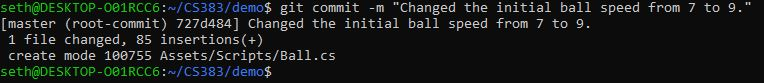 seth@DESKTOP-O01RCC6:~/CS383/demo$ git commit -m "Changed the initial ball speed from 7 to 9."
[master (root-commit) 727d484] Changed the initial ball speed from 7 to 9.
 1 file changed, 85 insertions(+)
 create mode 100755 Assets/Scripts/Ball.cs
seth@DESKTOP-O01RCC6:~/CS383/demo$